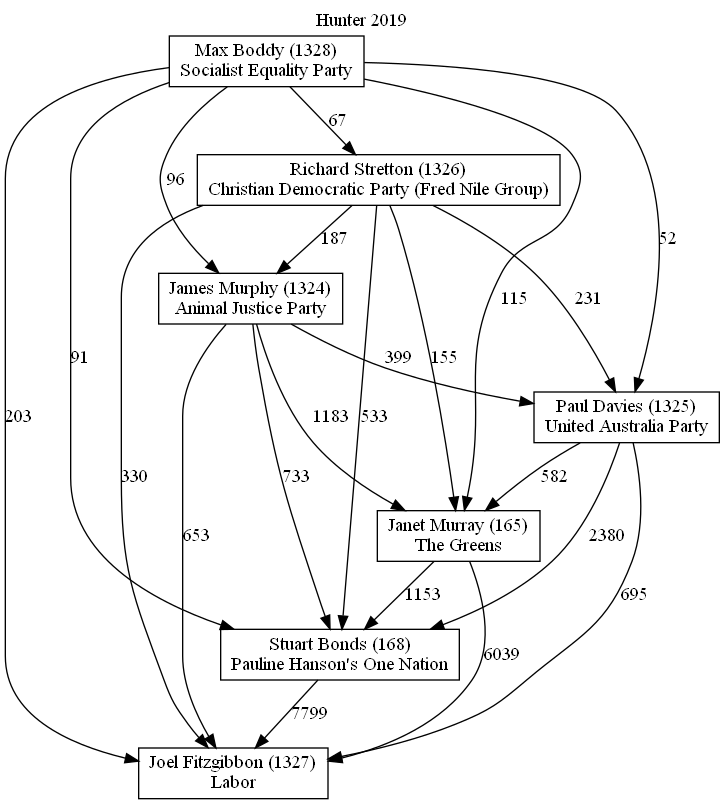 Hunter 2019
Max Boddy (1328)
Socialist Equality Party
67
Richard Stretton (1326)
Christian Democratic Party (Fred Nile Group)
96
187
52
James Murphy (1324)
Animal Justice Party
115
231
91
399
155
Paul Davies (1325)
United Australia Party
203
1183
533
330
733
582
Janet Murray (165)
The Greens
653
2380
1153
695
Stuart Bonds (168)
Pauline Hanson's One Nation
6039
7799
Joel Fitzgibbon (1327)
Labor